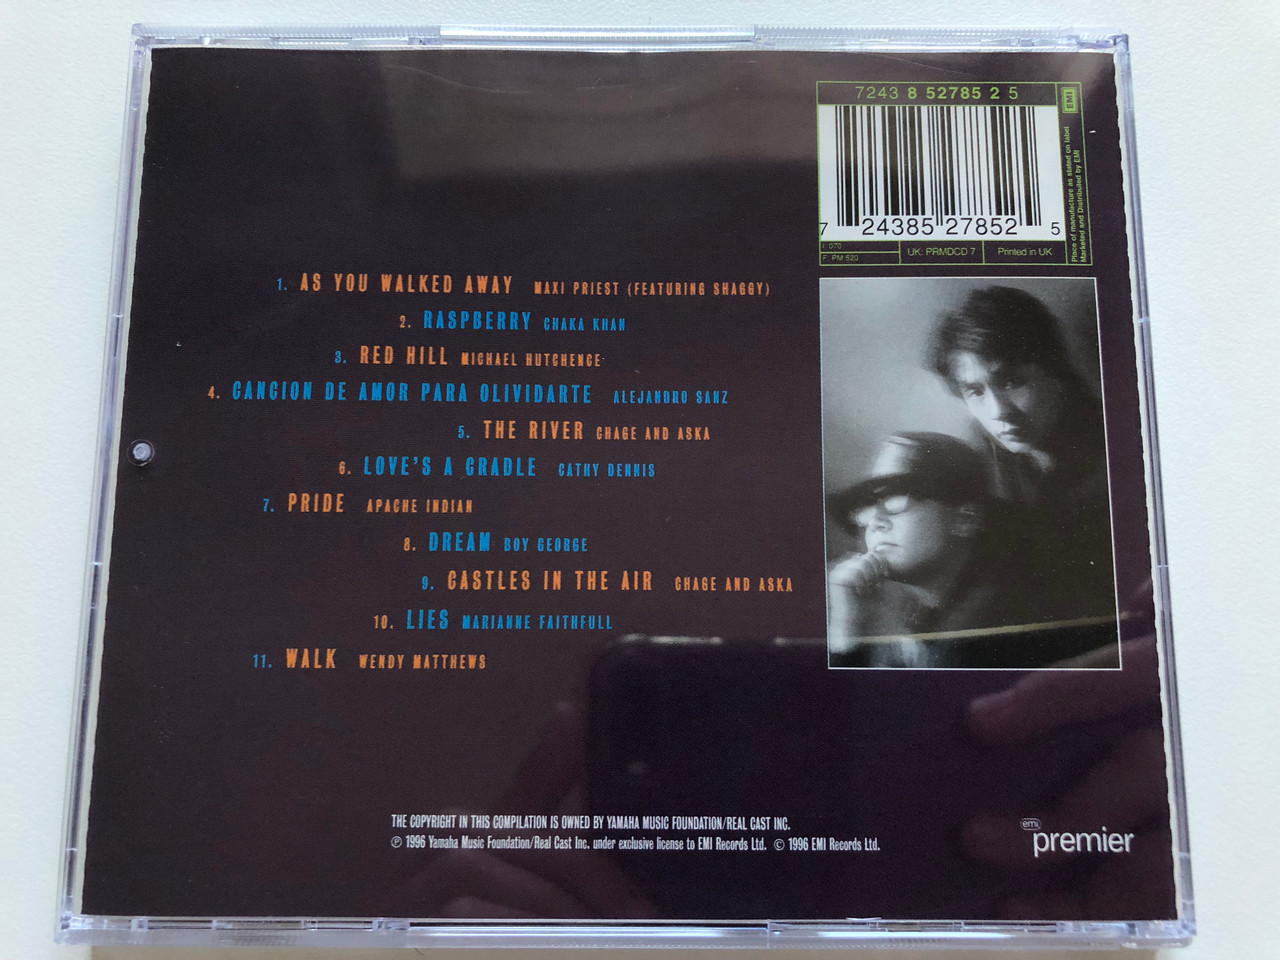 7243 8 52785 2 5
EMI
Place of manufacture as stated on label
Marketed and Distributed by EMI
7 24385 27852 5
I: 070
F: PM 520
UK: PRMDCD 7
Printed in UK
1. AS YOU WALKED AWAY MAXI PRIEST (FEATURING SHAGGY)
2. RASPBERRY CHAKA KHAN
3. RED HILL MICHAEL HUTCHENCE
4. CANCION DE AMOR PARA OLIVIDARTE ALEJANDRO SANZ
5. THE RIVER CHAGE AND ASKA
6. LOVE'S A CRADLE CATHY DENNIS
7. PRIDE APACHE INDIAN
8. DREAM BOY GEORGE
9. CASTLES IN THE AIR CHAGE AND ASKA
10. LIES MARIANNE FAITHFULL
11. WALK WENDY MATTHEWS
THE COPYRIGHT IN THIS COMPILATION IS OWNED BY YAMAHA MUSIC FOUNDATION/REAL CAST INC.
℗ 1996 Yamaha Music Foundation/Real Cast Inc. under exclusive license to EMI Records Ltd. © 1996 EMI Records Ltd.
emi
premier